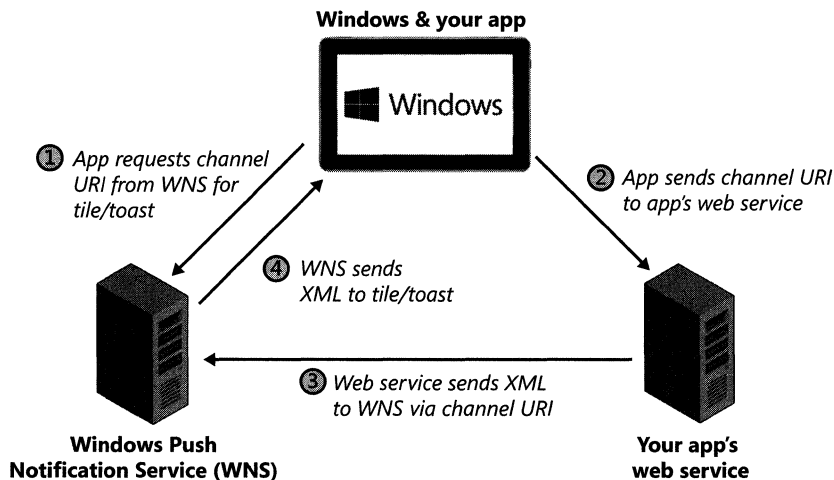 Windows & your app
Windows
1 App requests channel
URI from WNS for
tile/toast
2 App sends channel URI
to app's web service
4 WNS sends
XML to tile/toast
3 Web service sends XML
to WNS via channel URI
Windows Push
Notification Service (WNS)
Your app's
web service